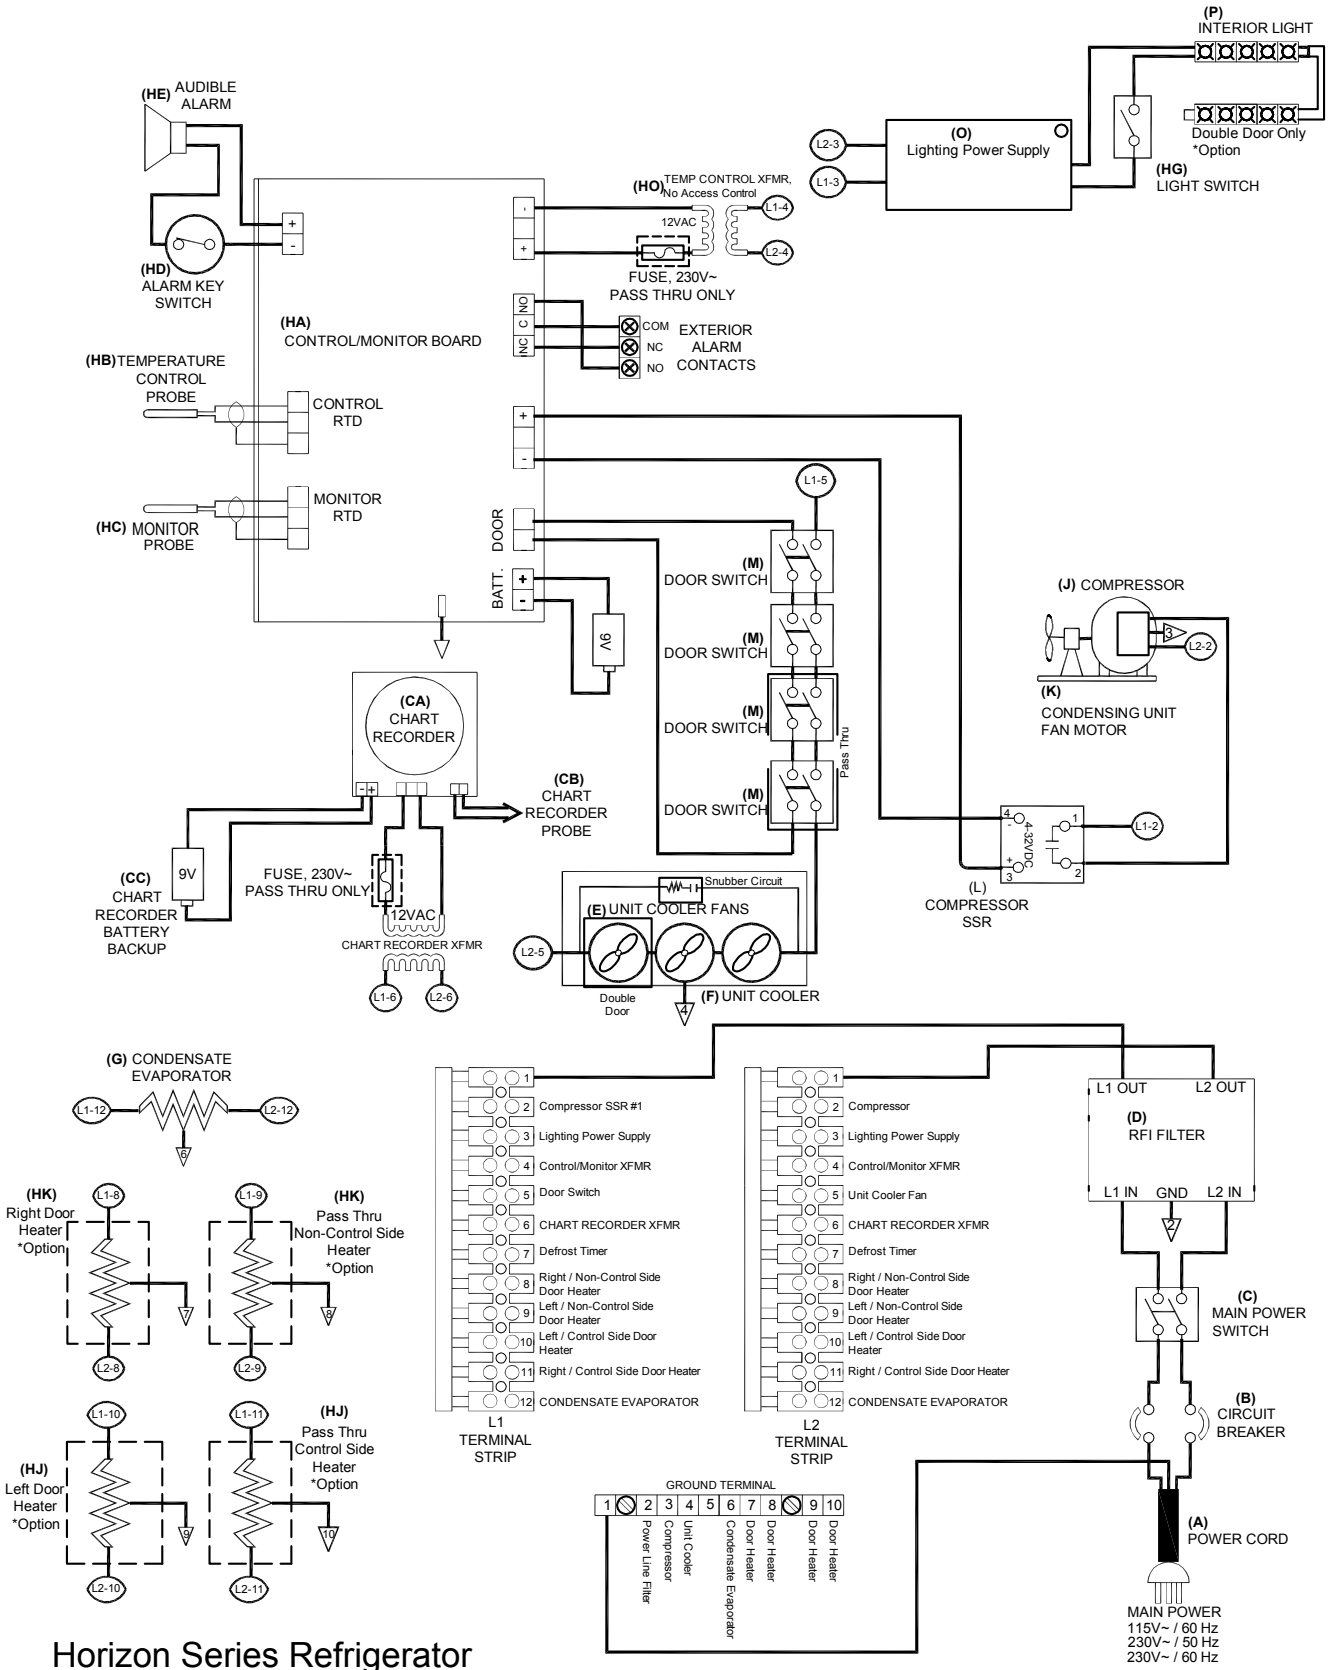 (P)
INTERIOR LIGHT
Double Door Only
*Option
(HG)
LIGHT SWITCH
(O)
Lighting Power Supply
L2-3
L1-3
(HE) AUDIBLE
ALARM
+
-
(HD)
ALARM KEY
SWITCH
(HO) TEMP CONTROL XFMR,
No Access Control
12VAC
L1-4
L2-4
-
+
FUSE, 230V~
PASS THRU ONLY
(HA)
CONTROL/MONITOR BOARD
NO
C
NC
COM
NC
NO
EXTERIOR
ALARM
CONTACTS
(HB) TEMPERATURE
CONTROL
PROBE
CONTROL
RTD
+
-
(HC) MONITOR
PROBE
MONITOR
RTD
DOOR
BATT.
+
-
9V
L1-5
(M)
DOOR SWITCH
(M)
DOOR SWITCH
(M)
DOOR SWITCH
(M)
DOOR SWITCH
Pass Thru
(J) COMPRESSOR
3
L2-2
(K)
CONDENSING UNIT
FAN MOTOR
(CA)
CHART
RECORDER
- +
(CB)
CHART
RECORDER
PROBE
9V
(CC)
CHART
RECORDER
BATTERY
BACKUP
FUSE, 230V~
PASS THRU ONLY
12VAC
CHART RECORDER XFMR
L1-6
L2-6
4
-
4-32VDC
+
3
1
2
L1-2
(L)
COMPRESSOR
SSR
Snubber Circuit
(E) UNIT COOLER FANS
L2-5
Double
Door
4
(F) UNIT COOLER
(G) CONDENSATE
EVAPORATOR
L1-12
L2-12
6
(HK)
Right Door
Heater
*Option
L1-8
7
L2-8
L1-9
8
L2-9
(HK)
Pass Thru
Non-Control Side
Heater
*Option
(HJ)
Left Door
Heater
*Option
L1-10
9
L2-10
L1-11
10
L2-11
(HJ)
Pass Thru
Control Side
Heater
*Option
1
2 Compressor SSR #1
3 Lighting Power Supply
4 Control/Monitor XFMR
5 Door Switch
6 CHART RECORDER XFMR
7 Defrost Timer
8 Right / Non-Control Side
Door Heater
9 Left / Non-Control Side
Door Heater
10 Left / Control Side Door
Heater
11 Right / Control Side Door Heater
12 CONDENSATE EVAPORATOR
L1
TERMINAL
STRIP
1
2 Compressor
3 Lighting Power Supply
4 Control/Monitor XFMR
5 Unit Cooler Fan
6 CHART RECORDER XFMR
7 Defrost Timer
8 Right / Non-Control Side
Door Heater
9 Left / Non-Control Side
Door Heater
10 Left / Control Side Door
Heater
11 Right / Control Side Door Heater
12 CONDENSATE EVAPORATOR
L2
TERMINAL
STRIP
L1 OUT L2 OUT
(D)
RFI FILTER
L1 IN GND L2 IN
2
(C)
MAIN POWER
SWITCH
(B)
CIRCUIT
BREAKER
(A)
POWER CORD
MAIN POWER
115V~ / 60 Hz
230V~ / 50 Hz
230V~ / 60 Hz
GROUND TERMINAL
1 2 3 4 5 6 7 8 9 10
Power Line Filter
Compressor
Unit Cooler
Condensate Evaporator
Door Heater
Door Heater
Door Heater
Door Heater
Horizon Series Refrigerator